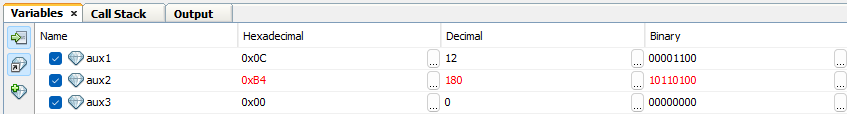 Variables × Call Stack Output
Name Hexadecimal Decimal Binary
aux1 0x0C ... 12 ... 00001100 ...
aux2 0xB4 ... 180 ... 10110100 ...
aux3 0x00 ... 0 ... 00000000 ...